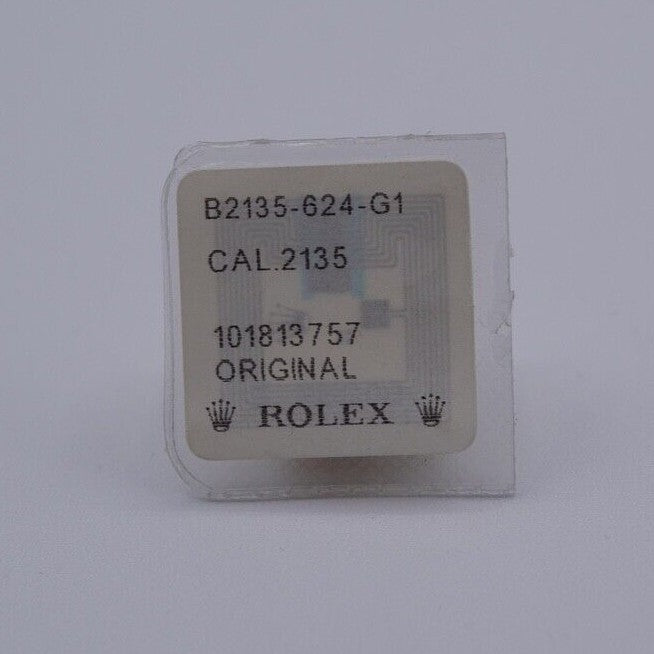 B2135-624-G1
CAL.2135
101813757
ORIGINAL
ROLEX